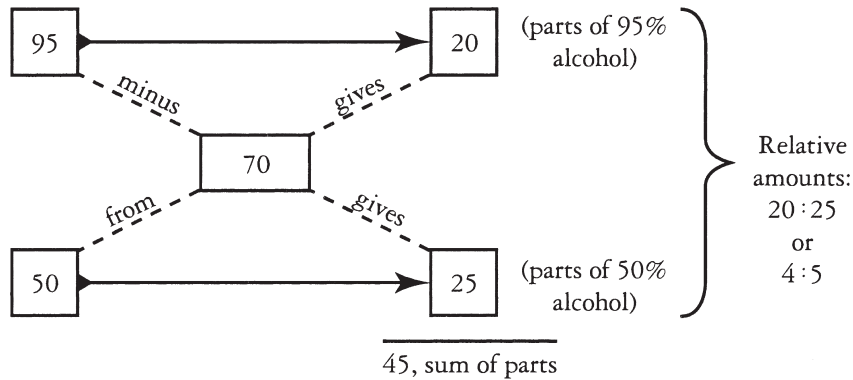 95
20
(parts of 95%
alcohol)
minus
gives
70
Relative
amounts:
20:25
or
4:5
from
gives
50
25
(parts of 50%
alcohol)
45, sum of parts